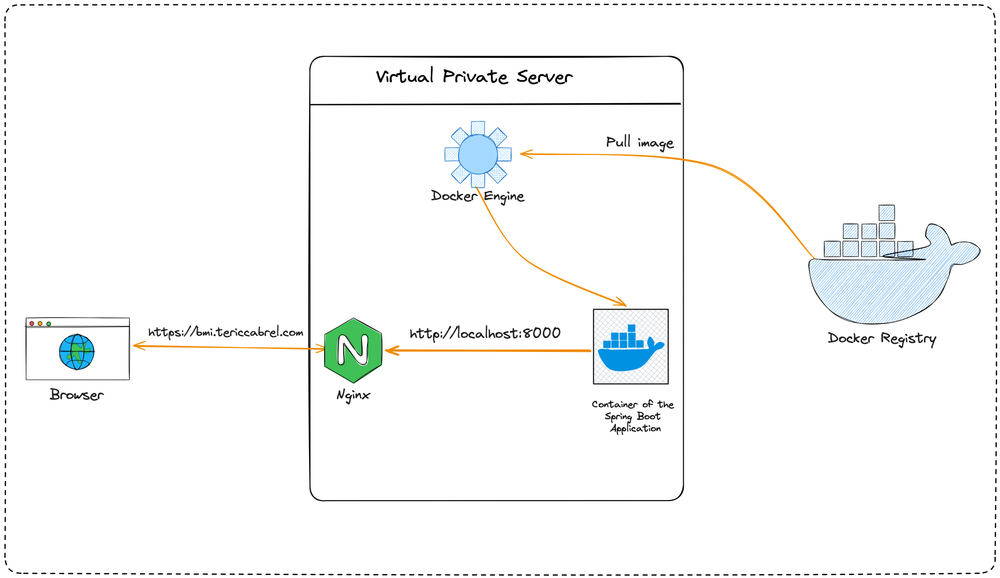 Virtual Private Server
Pull image
Docker Engine
https://bmi.tericcabrel.com
http://localhost:8000
N
Docker Registry
Browser
Nginx
Container of the
Spring Boot
Application